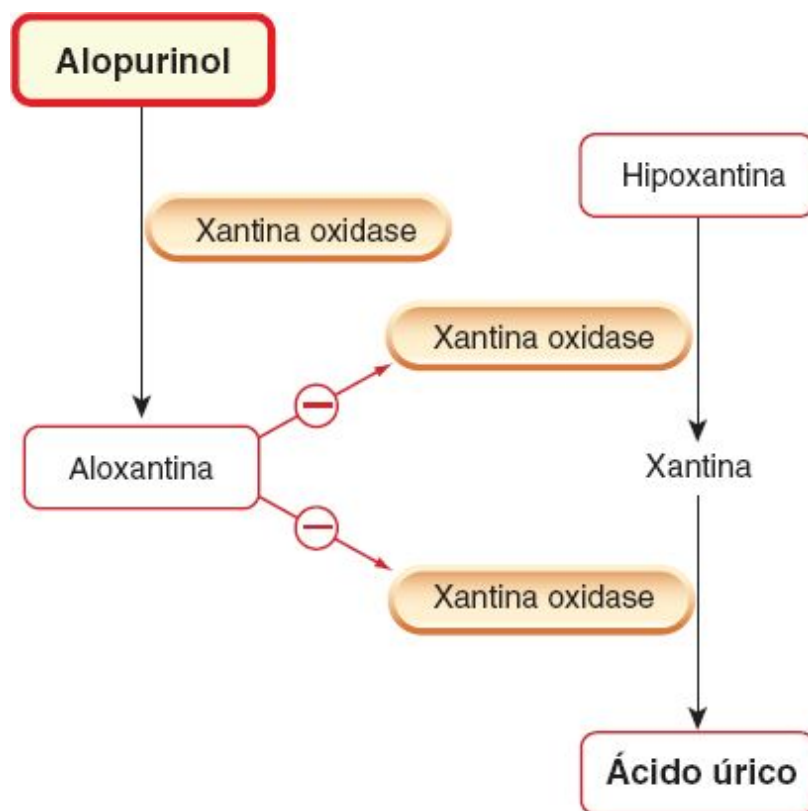 Alopurinol
Hipoxantina
Xantina oxidase
Xantina oxidase
Aloxantina
Xantina
Xantina oxidase
Ácido úrico